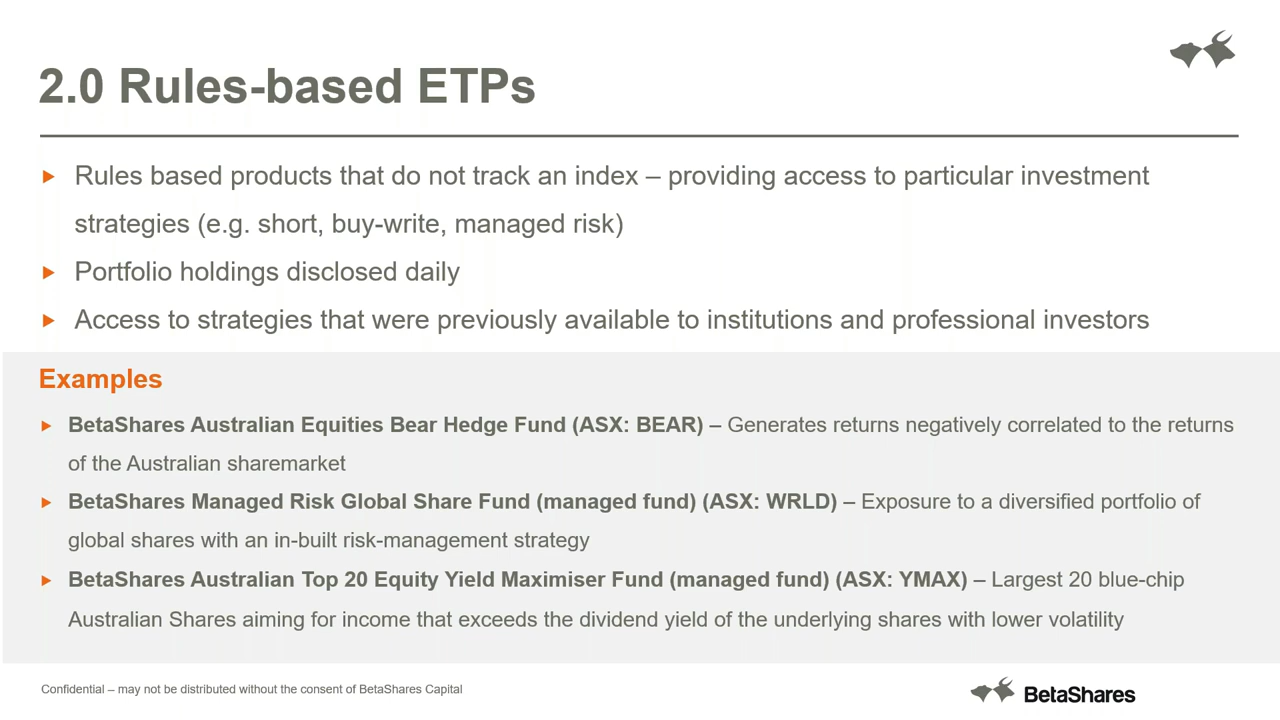 2.0 Rules-based ETPs
Rules based products that do not track an index – providing access to particular investment
strategies (e.g. short, buy-write, managed risk)
Portfolio holdings disclosed daily
Access to strategies that were previously available to institutions and professional investors
Examples
BetaShares Australian Equities Bear Hedge Fund (ASX: BEAR) – Generates returns negatively correlated to the returns
of the Australian sharemarket
BetaShares Managed Risk Global Share Fund (managed fund) (ASX: WRLD) – Exposure to a diversified portfolio of
global shares with an in-built risk-management strategy
BetaShares Australian Top 20 Equity Yield Maximiser Fund (managed fund) (ASX: YMAX) – Largest 20 blue-chip
Australian Shares aiming for income that exceeds the dividend yield of the underlying shares with lower volatility
Confidential – may not be distributed without the consent of BetaShares Capital
BetaShares